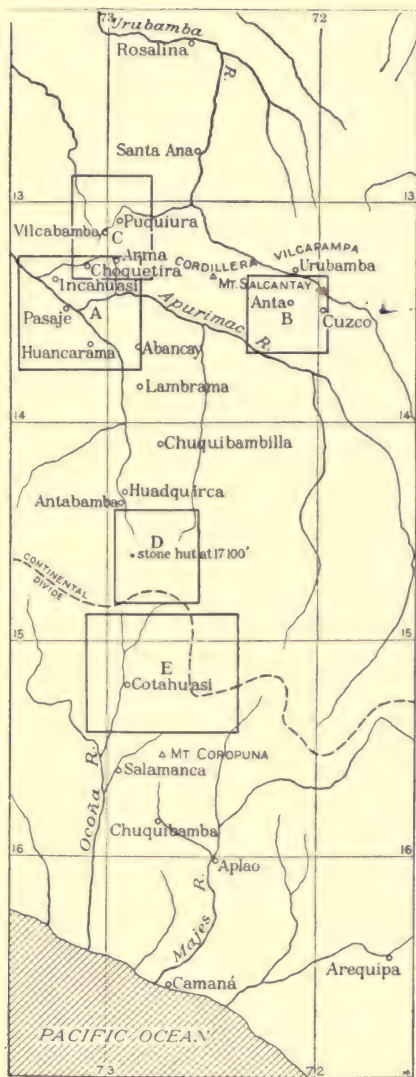 73
72
Urubamba
R.
Rosalina
Santa Ana
13
13
Puquiura
Vilcabamba
C
Arma
CORDILLERA VILCAPAMPA
Choquetira
Urubamba
MT. SALCANTAY
Incahuasi
Anta
B
Pasaje
A
Apurimac R.
Cuzco
Huancarama
Abancay
Lambrama
14
14
Chuquibambilla
Huadquirca
Antabamba
D
stone hut at 17100'
CONTINENTAL
DIVIDE
15
15
E
Cotahuasi
MT COROPUNA
Salamanca
Ocoña R.
Chuquibamba
16
16
Aplao
Majes R.
Arequipa
Camaná
PACIFIC OCEAN
73
72